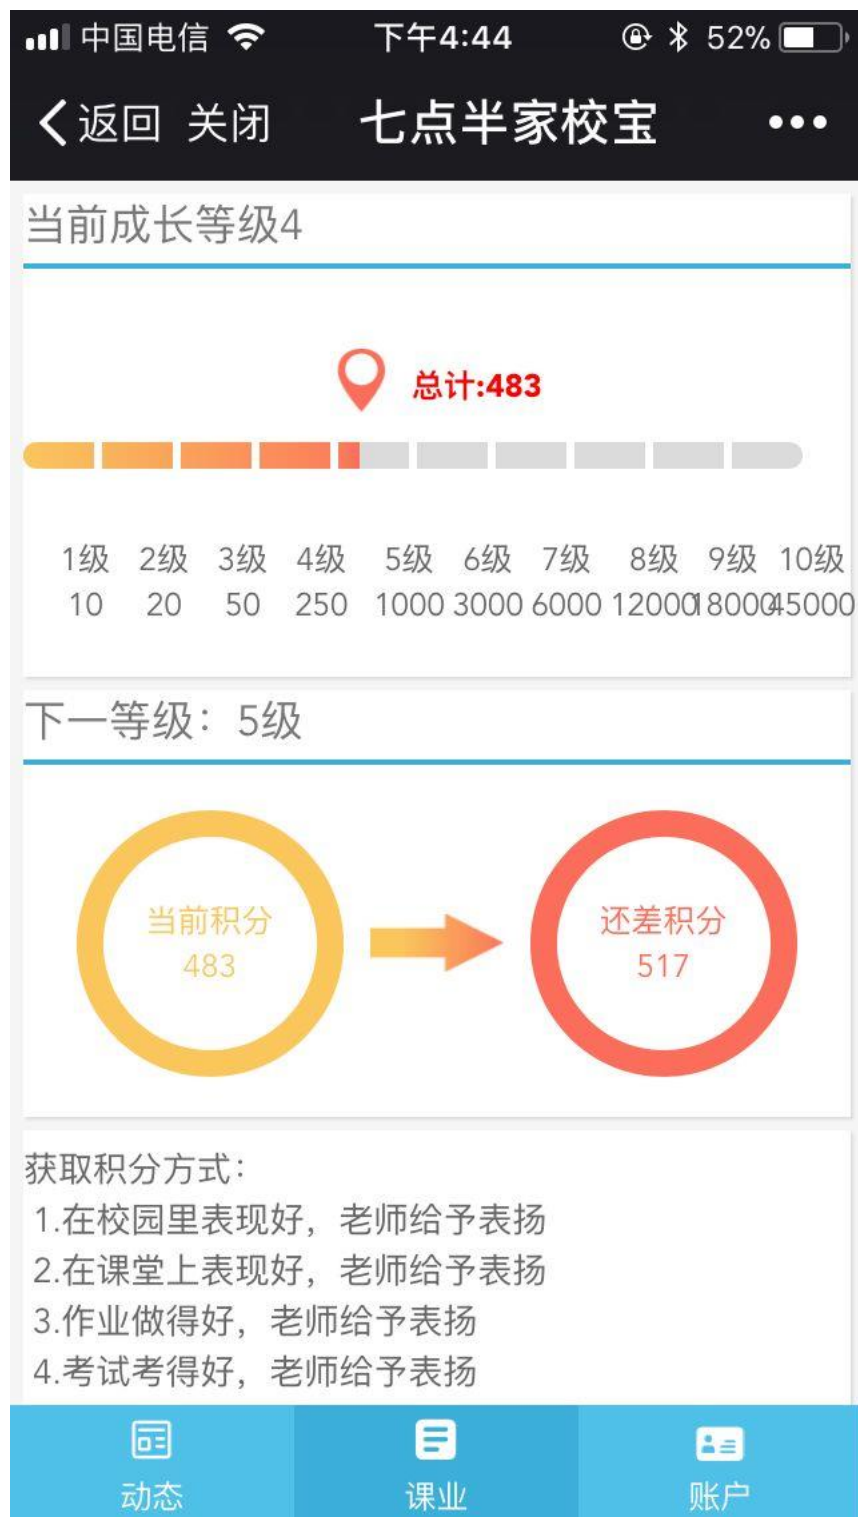 中国电信 下午4:44 52%
返回 关闭 七点半家校宝
当前成长等级4
总计:483
1级 2级 3级 4级 5级 6级 7级 8级 9级 10级
10 20 50 250 1000 3000 6000 12000 18000 45000
下一等级：5级
当前积分 还差积分
483 517
获取积分方式：
1.在校园里表现好，老师给予表扬
2.在课堂上表现好，老师给予表扬
3.作业做得好，老师给予表扬
4.考试考得好，老师给予表扬
动态 课业 账户